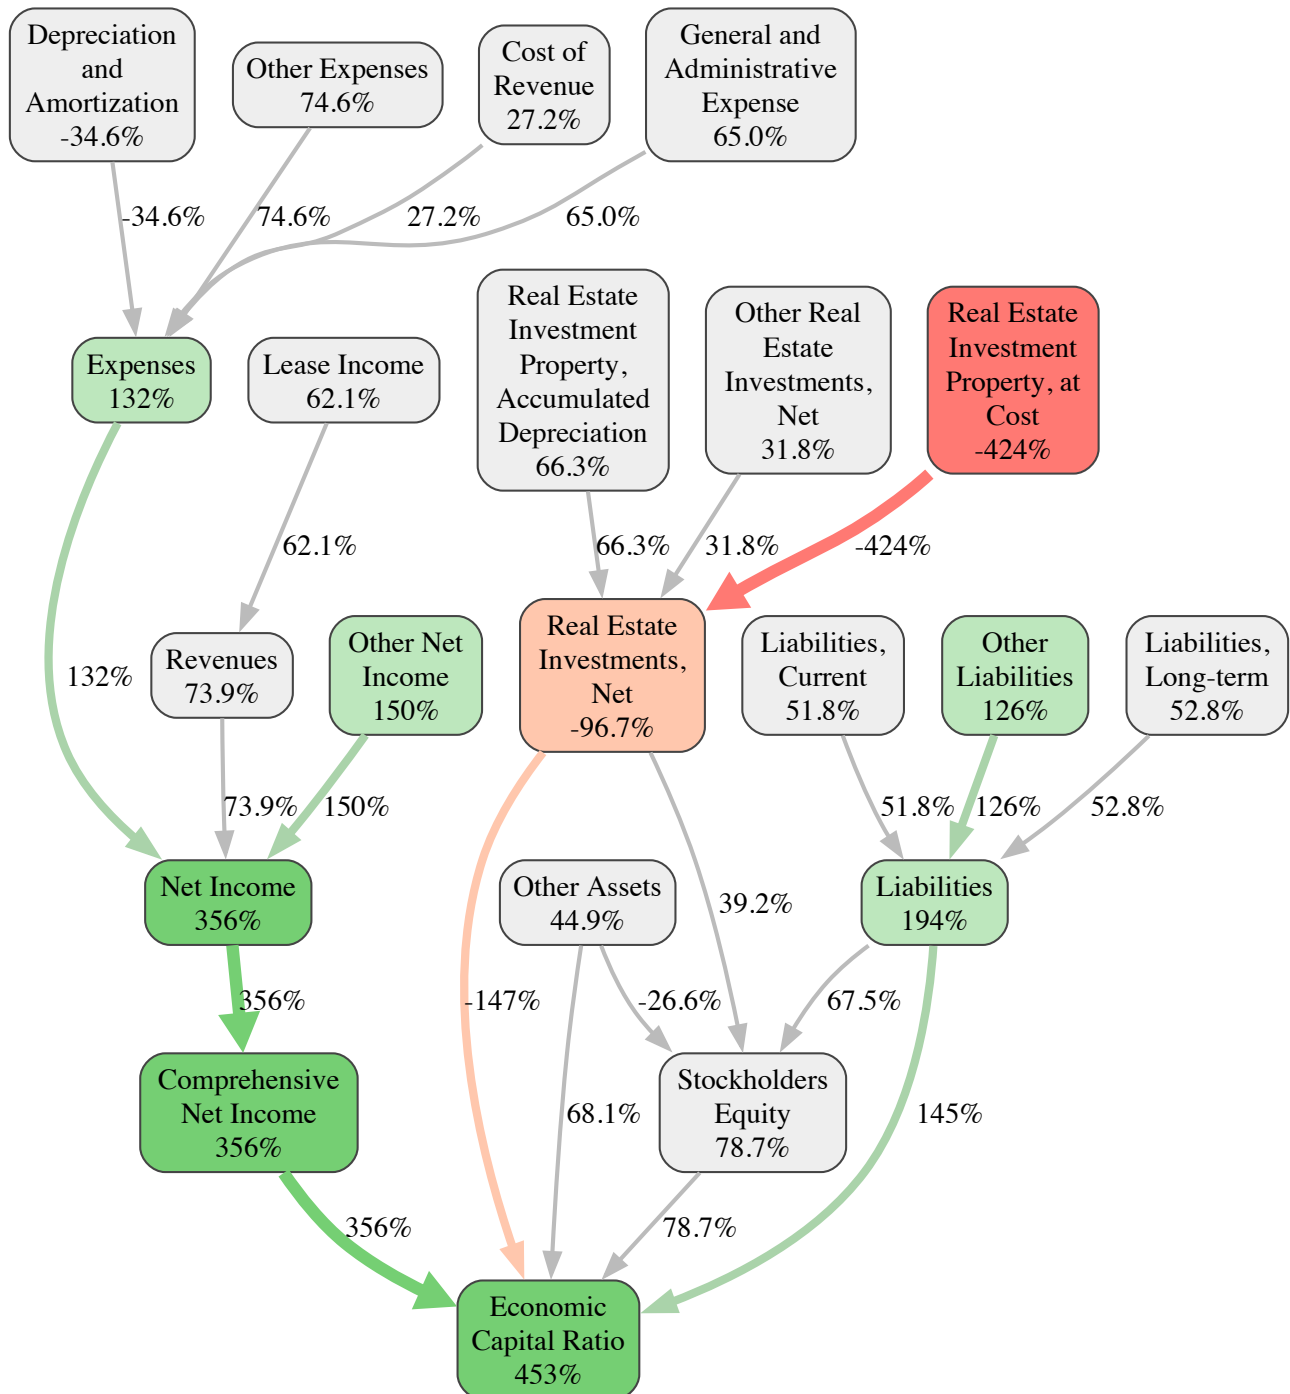 Depreciation
and
Amortization
-34.6%
Other Expenses
74.6%
Cost of
Revenue
27.2%
General and
Administrative
Expense
65.0%
-34.6%
74.6%
27.2%
65.0%
Expenses
132%
Lease Income
62.1%
Real Estate
Investment
Property,
Accumulated
Depreciation
66.3%
Other Real
Estate
Investments,
Net
31.8%
Real Estate
Investment
Property, at
Cost
-424%
62.1%
66.3%
31.8%
-424%
132%
Revenues
73.9%
Other Net
Income
150%
Real Estate
Investments,
Net
-96.7%
Liabilities,
Current
51.8%
Other
Liabilities
126%
Liabilities,
Long-term
52.8%
73.9%
150%
51.8%
126%
52.8%
Net Income
356%
Other Assets
44.9%
39.2%
Liabilities
194%
356%
-147%
-26.6%
67.5%
Comprehensive
Net Income
356%
68.1%
Stockholders
Equity
78.7%
145%
356%
78.7%
Economic
Capital Ratio
453%